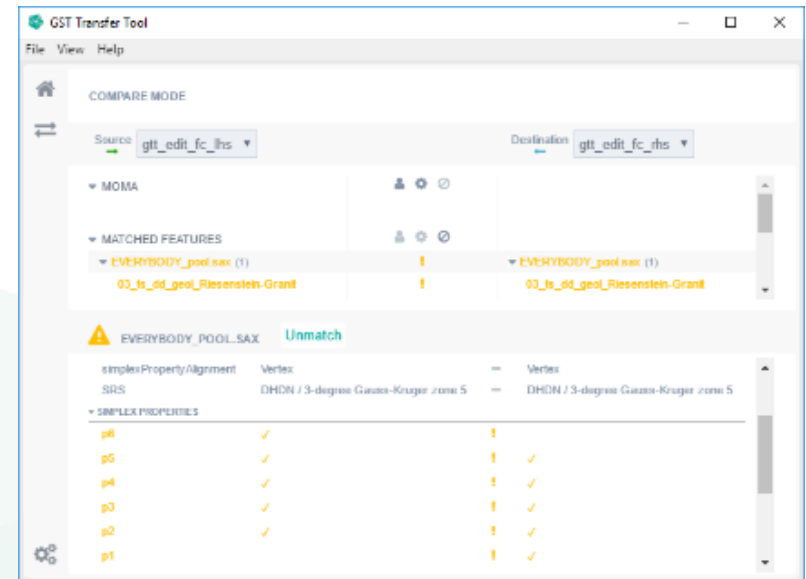 GST Transfer Tool
File View Help
COMPARE MODE
Source gtt_edit_fc_lhs Destination gtt_edit_fc_rhs
MOMA
MATCHED FEATURES
EVERYBODY_pool.sax (1) ! EVERYBODY_pool.sax (1)
03_ts_dd_geol_Riesenstein-Granit ! 03_ts_dd_geol_Riesenstein-Granit
EVERYBODY_POOL.SAX Unmatch
simplexPropertyAlignment Vertex — Vertex
SRS DHDN / 3-degree Gauss-Kruger zone 5 — DHDN / 3-degree Gauss-Kruger zone 5
SIMPLEX PROPERTIES
p6 ✓ !
p5 ✓ ! ✓
p4 ✓ ! ✓
p3 ✓ ! ✓
p2 ✓ ! ✓
p1 ! ✓